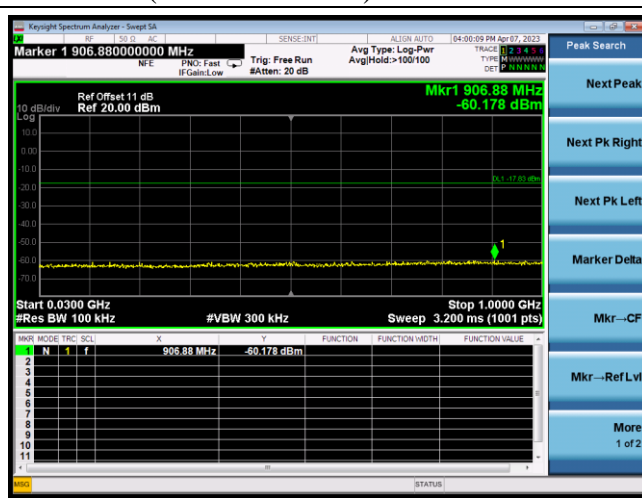 Keysight Spectrum Analyzer - Swept SA
RF 50 Ω AC SENSE:INT ALIGN AUTO 04:00:09 PM Apr 07, 2023
Marker 1 906.880000000 MHz
NFE PNO: Fast IFGain:Low Trig: Free Run #Atten: 20 dB
Avg Type: Log-Pwr Avg|Hold:>100/100
TRACE 1 2 3 4 5 6
TYPE M WWWWW
DET P N N N N N
Ref Offset 11 dB
10 dB/div Ref 20.00 dBm
Log
Mkr1 906.88 MHz
-60.178 dBm
10.0
0.00
-10.0
DL1 -17.83 dBm
-20.0
-30.0
-40.0
-50.0
1
-60.0
-70.0
Start 0.0300 GHz Stop 1.0000 GHz
#Res BW 100 kHz #VBW 300 kHz Sweep 3.200 ms (1001 pts)
MKR MODE TRC SCL X Y FUNCTION FUNCTION WIDTH FUNCTION VALUE
1 N 1 f 906.88 MHz -60.178 dBm
2
3
4
5
6
7
8
9
10
11
MSG STATUS
Peak Search
Next Peak
Next Pk Right
Next Pk Left
Marker Delta
Mkr→CF
Mkr→Ref Lvl
More
1 of 2